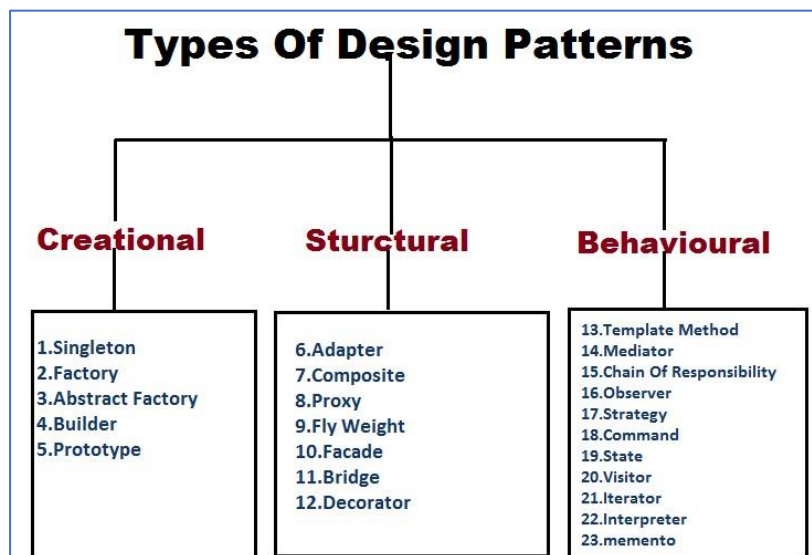 Types Of Design Patterns
Creational
Sturctural
Behavioural
1.Singleton
2.Factory
3.Abstract Factory
4.Builder
5.Prototype
6.Adapter
7.Composite
8.Proxy
9.Fly Weight
10.Facade
11.Bridge
12.Decorator
13.Template Method
14.Mediator
15.Chain Of Responsibility
16.Observer
17.Strategy
18.Command
19.State
20.Visitor
21.Iterator
22.Interpreter
23.memento